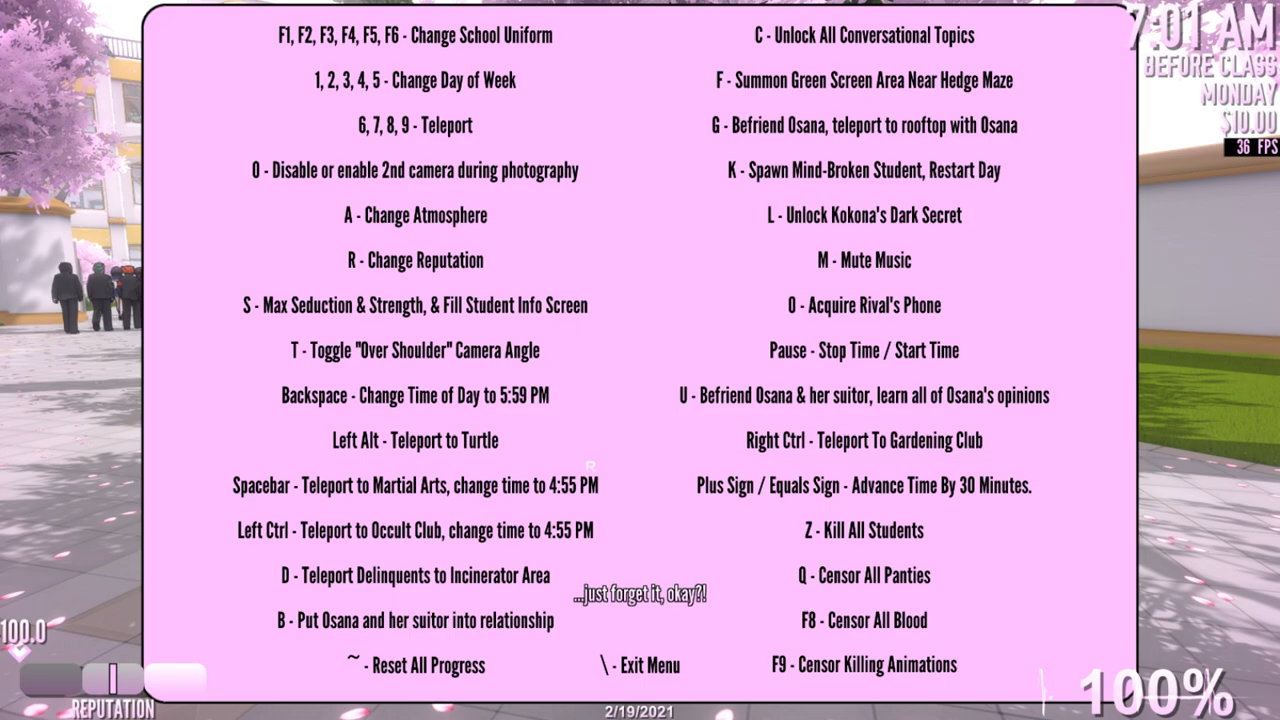 F1, F2, F3, F4, F5, F6 - Change School Uniform
1, 2, 3, 4, 5 - Change Day of Week
6, 7, 8, 9 - Teleport
0 - Disable or enable 2nd camera during photography
A - Change Atmosphere
R - Change Reputation
S - Max Seduction & Strength, & Fill Student Info Screen
T - Toggle "Over Shoulder" Camera Angle
Backspace - Change Time of Day to 5:59 PM
Left Alt - Teleport to Turtle
Spacebar - Teleport to Martial Arts, change time to 4:55 PM
Left Ctrl - Teleport to Occult Club, change time to 4:55 PM
D - Teleport Delinquents to Incinerator Area
B - Put Osana and her suitor into relationship
~ - Reset All Progress
R
...just forget it, okay?!
\ - Exit Menu
C - Unlock All Conversational Topics
F - Summon Green Screen Area Near Hedge Maze
G - Befriend Osana, teleport to rooftop with Osana
K - Spawn Mind-Broken Student, Restart Day
L - Unlock Kokona's Dark Secret
M - Mute Music
O - Acquire Rival's Phone
Pause - Stop Time / Start Time
U - Befriend Osana & her suitor, learn all of Osana's opinions
Right Ctrl - Teleport To Gardening Club
Plus Sign / Equals Sign - Advance Time By 30 Minutes.
Z - Kill All Students
Q - Censor All Panties
F8 - Censor All Blood
F9 - Censor Killing Animations
7:01 AM
BEFORE CLASS
MONDAY
$10.00
36 FPS
100.0
REPUTATION
2/19/2021
100%